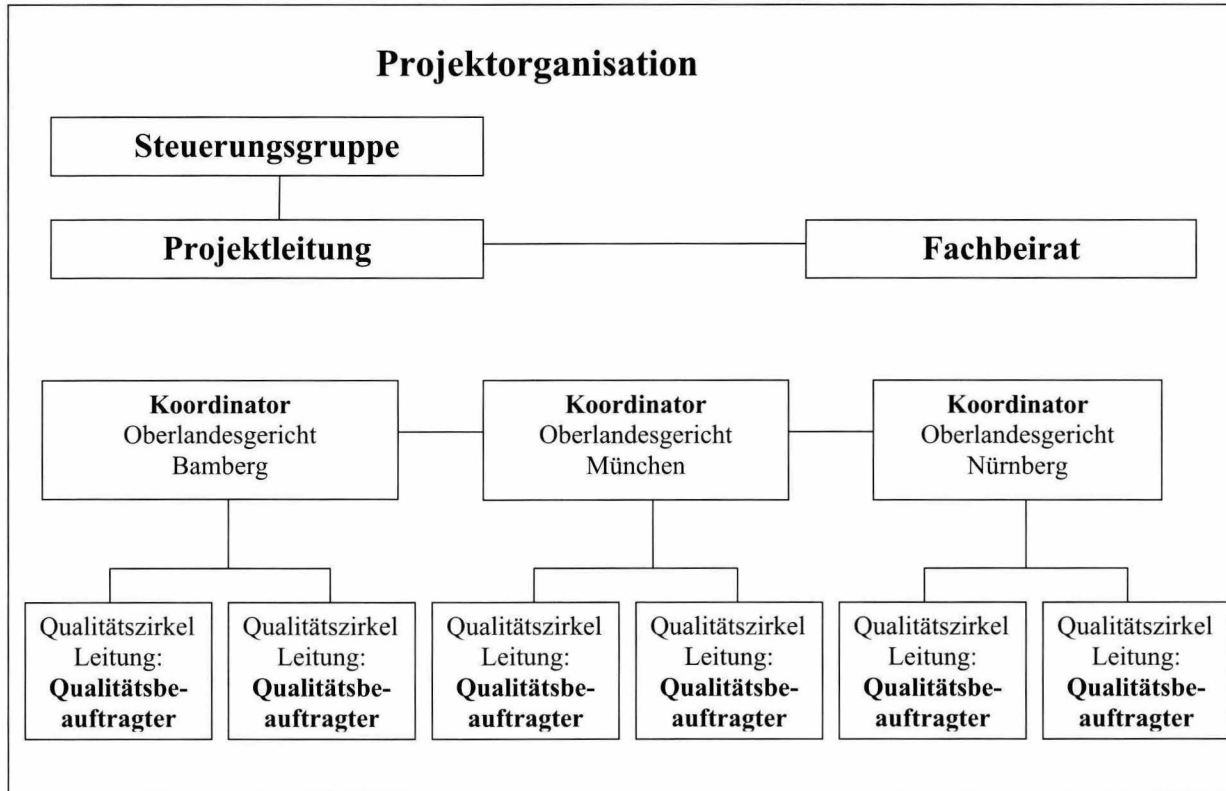 Projektorganisation
Steuerungsgruppe
Projektleitung
Fachbeirat
Koordinator
Oberlandesgericht
Bamberg
Koordinator
Oberlandesgericht
München
Koordinator
Oberlandesgericht
Nürnberg
Qualitätszirkel
Leitung:
Qualitätsbe-
auftragter
Qualitätszirkel
Leitung:
Qualitätsbe-
auftragter
Qualitätszirkel
Leitung:
Qualitätsbe-
auftragter
Qualitätszirkel
Leitung:
Qualitätsbe-
auftragter
Qualitätszirkel
Leitung:
Qualitätsbe-
auftragter
Qualitätszirkel
Leitung:
Qualitätsbe-
auftragter